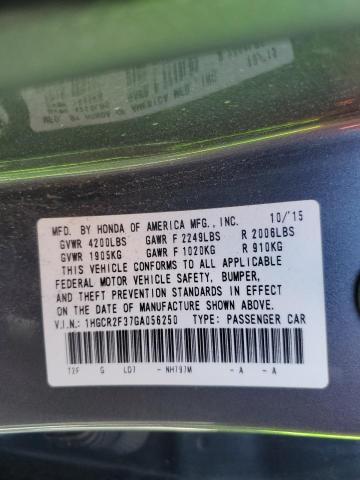 MFD. BY HONDA OF AMERICA MFG., INC. 10/'15
GVWR 4200LBS GAWR F 2249LBS R 2006LBS
GVWR 1905KG GAWR F 1020KG R 910KG
THIS VEHICLE CONFORMS TO ALL APPLICABLE
FEDERAL MOTOR VEHICLE SAFETY, BUMPER,
AND THEFT PREVENTION STANDARDS IN EFFECT
ON THE DATE OF MANUFACTURE SHOWN ABOVE.
V.I.N.: 1HGCR2F37GA056250 TYPE: PASSENGER CAR
T2F G LD7 - NH797M - A - A